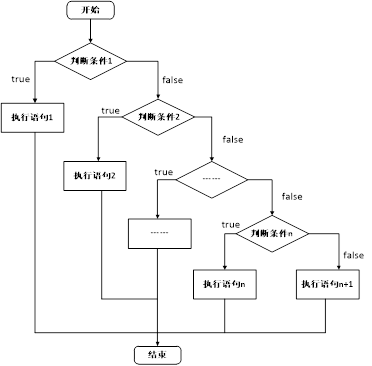 开始
判断条件1
true
false
执行语句1
判断条件2
true
false
执行语句2
……
true
false
……
判断条件n
true
false
执行语句n
执行语句n+1
结束